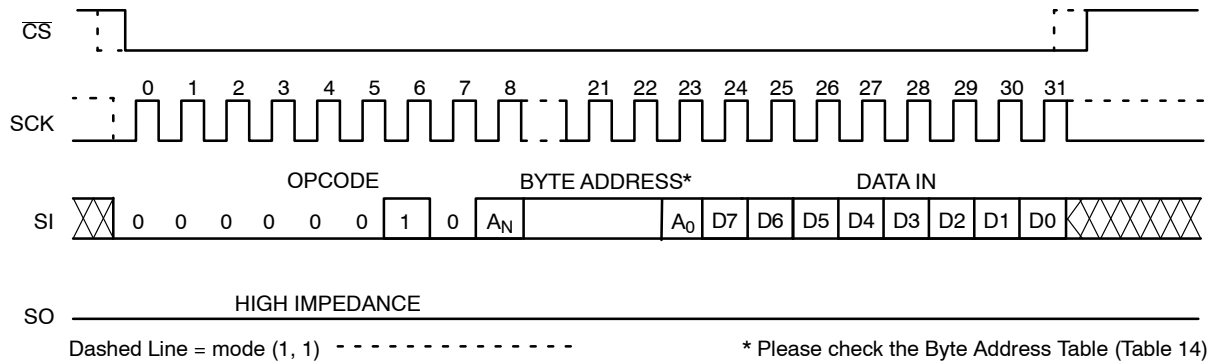 CS
0 1 2 3 4 5 6 7 8 21 22 23 24 25 26 27 28 29 30 31
SCK
OPCODE BYTE ADDRESS* DATA IN
SI 0 0 0 0 0 0 1 0 AN A0 D7 D6 D5 D4 D3 D2 D1 D0
HIGH IMPEDANCE
SO
Dashed Line = mode (1, 1) * Please check the Byte Address Table (Table 14)